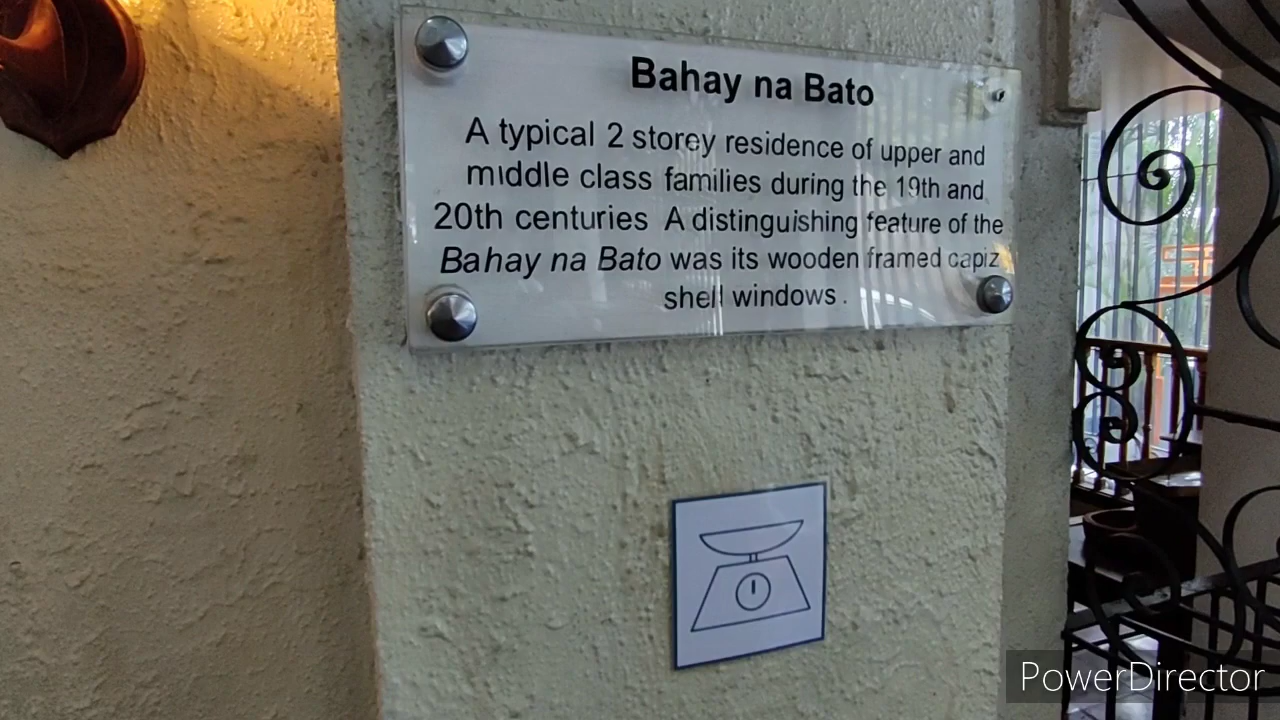 Bahay na Bato
A typical 2 storey residence of upper and
middle class families during the 19th and
20th centuries A distinguishing feature of the
Bahay na Bato was its wooden framed capiz
shell windows.
PowerDirector